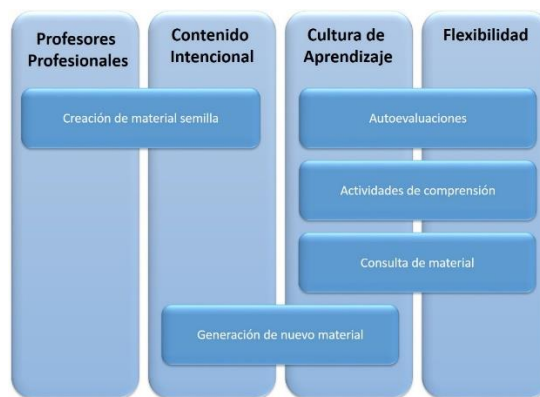 Profesores
Profesionales
Contenido
Intencional
Cultura de
Aprendizaje
Flexibilidad
Creación de material semilla
Autoevaluaciones
Actividades de comprensión
Consulta de material
Generación de nuevo material